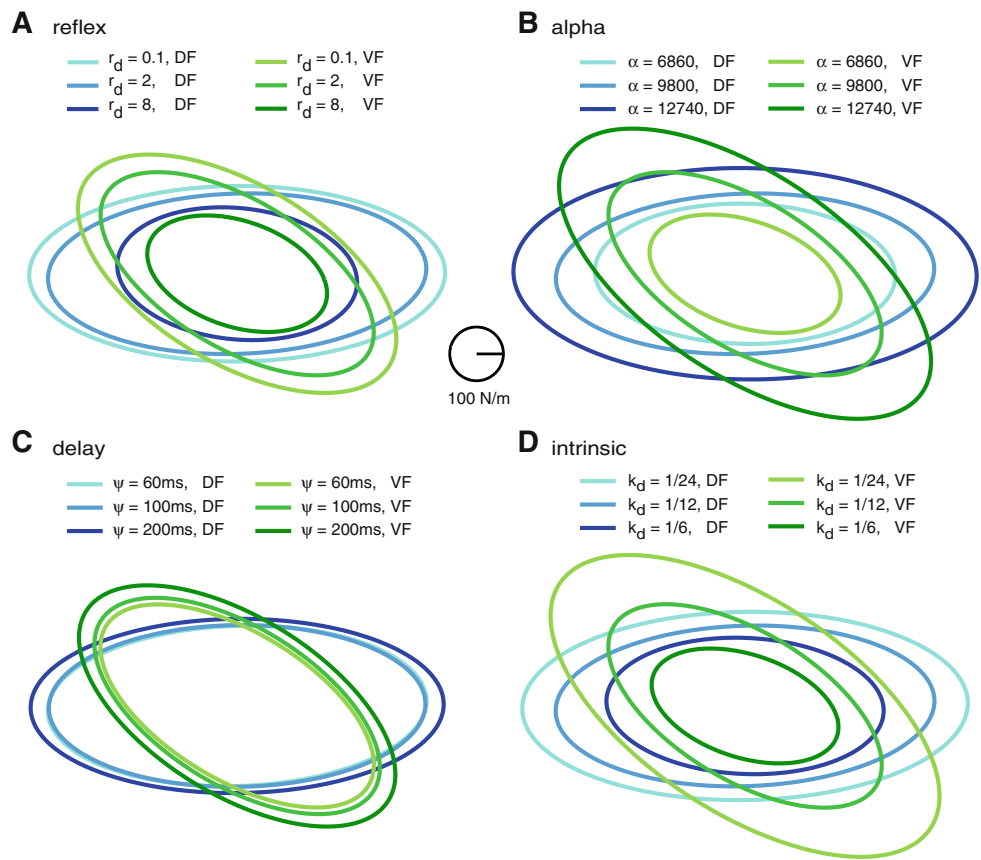 A reflex
r_d = 0.1, DF
r_d = 2, DF
r_d = 8, DF
r_d = 0.1, VF
r_d = 2, VF
r_d = 8, VF
B alpha
α = 6860, DF
α = 9800, DF
α = 12740, DF
α = 6860, VF
α = 9800, VF
α = 12740, VF
100 N/m
C delay
ψ = 60ms, DF
ψ = 100ms, DF
ψ = 200ms, DF
ψ = 60ms, VF
ψ = 100ms, VF
ψ = 200ms, VF
D intrinsic
k_d = 1/24, DF
k_d = 1/12, DF
k_d = 1/6, DF
k_d = 1/24, VF
k_d = 1/12, VF
k_d = 1/6, VF